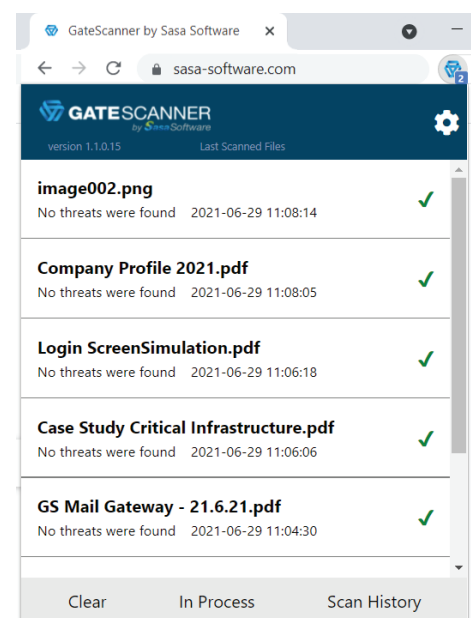 GateScanner by Sasa Software
sasa-software.com
2
GATESCANNER
by SasaSoftware
version 1.1.0.15 Last Scanned Files
image002.png
No threats were found 2021-06-29 11:08:14
Company Profile 2021.pdf
No threats were found 2021-06-29 11:08:05
Login ScreenSimulation.pdf
No threats were found 2021-06-29 11:06:18
Case Study Critical Infrastructure.pdf
No threats were found 2021-06-29 11:06:06
GS Mail Gateway - 21.6.21.pdf
No threats were found 2021-06-29 11:04:30
Clear In Process Scan History